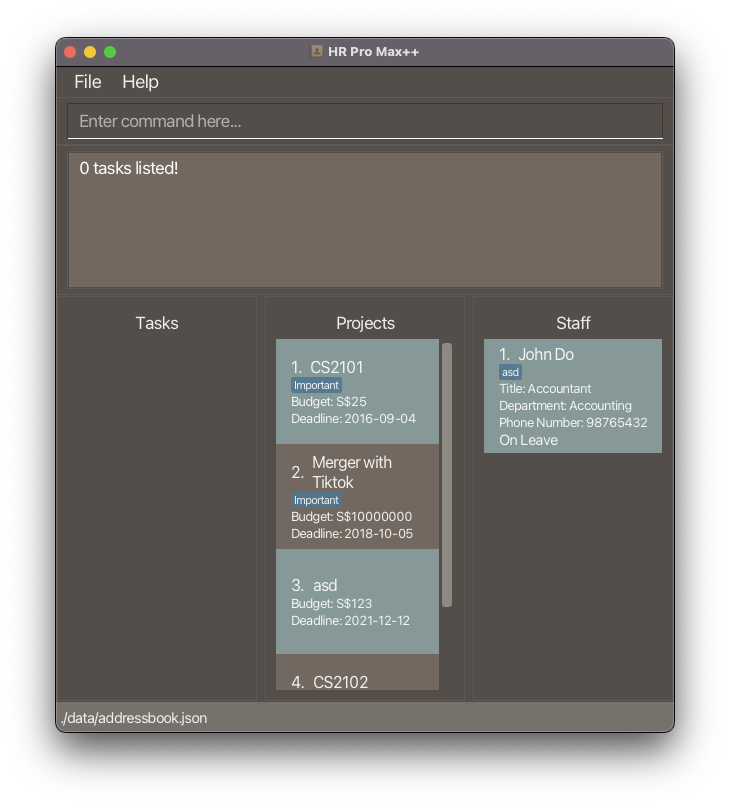 HR Pro Max++
File Help
Enter command here...
0 tasks listed!
Tasks
Projects
1. CS2101
Important
Budget: S$25
Deadline: 2016-09-04
2. Merger with
Tiktok
Important
Budget: S$10000000
Deadline: 2018-10-05
3. asd
Budget: S$123
Deadline: 2021-12-12
4. CS2102
Staff
1. John Do
asd
Title: Accountant
Department: Accounting
Phone Number: 98765432
On Leave
./data/addressbook.json